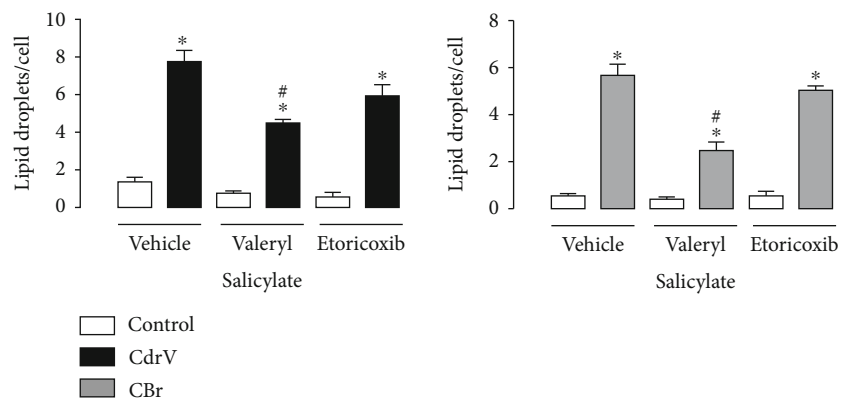 Lipid droplets/cell
10
8
6
4
2
0
*
#
*
*
Vehicle
Valeryl
Etoricoxib
Salicylate
Lipid droplets/cell
8
6
4
2
0
*
#
*
*
Vehicle
Valeryl
Etoricoxib
Salicylate
Control
CdrV
CBr